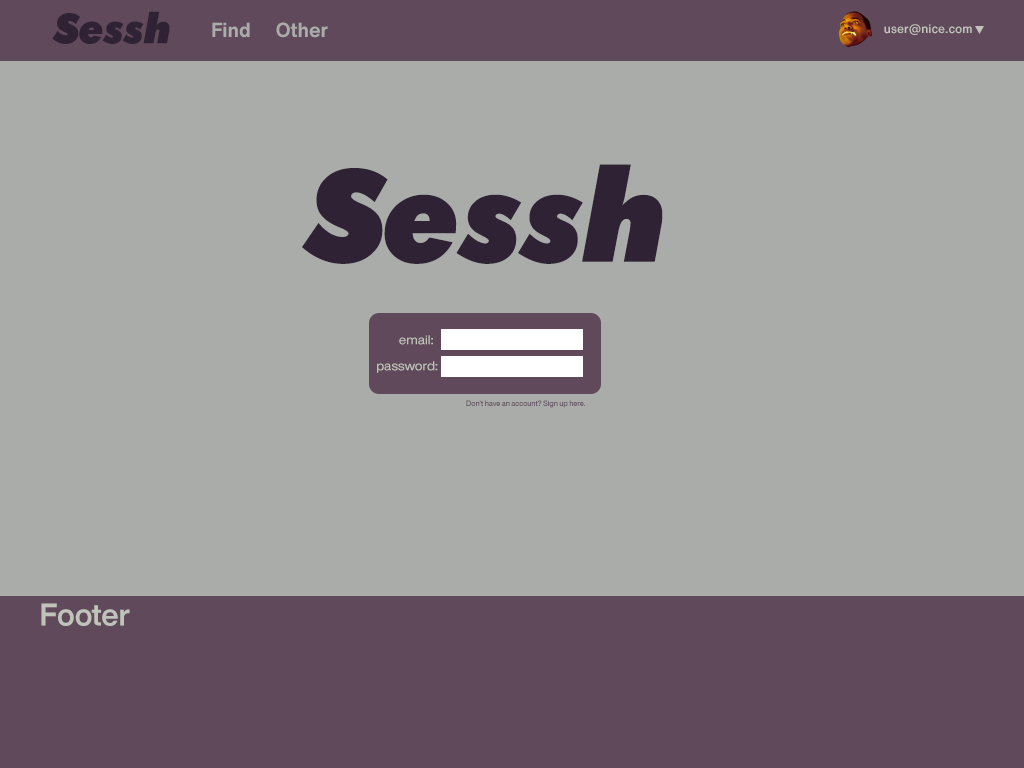 Sessh
Find
Other
user@nice.com ▼
Sessh
email:
password:
Don't have an account? Sign up here.
Footer